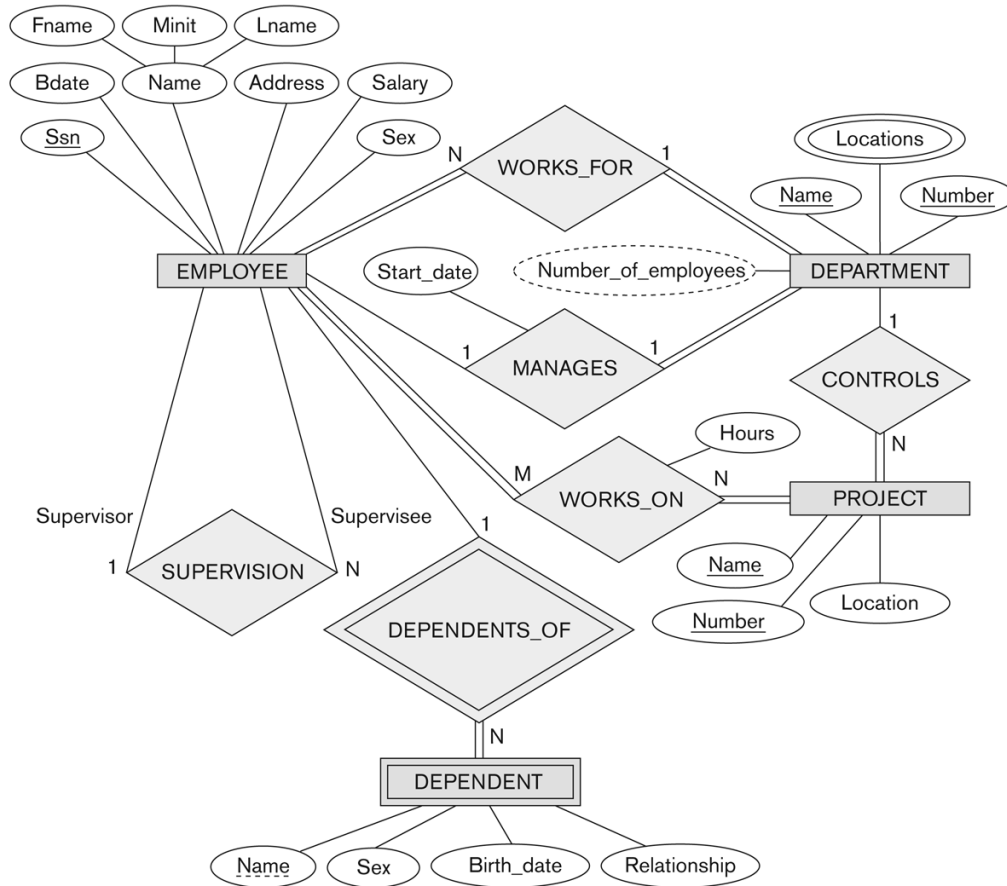 Fname Minit Lname
Bdate Name Address Salary
Ssn Sex
N WORKS_FOR 1
Locations
Name Number
EMPLOYEE Start_date Number_of_employees DEPARTMENT
1 MANAGES 1
1
CONTROLS
N
Hours
M WORKS_ON N
PROJECT
Supervisor Supervisee 1
1 SUPERVISION N
Name
Number Location
DEPENDENTS_OF
N
DEPENDENT
Name Sex Birth_date Relationship